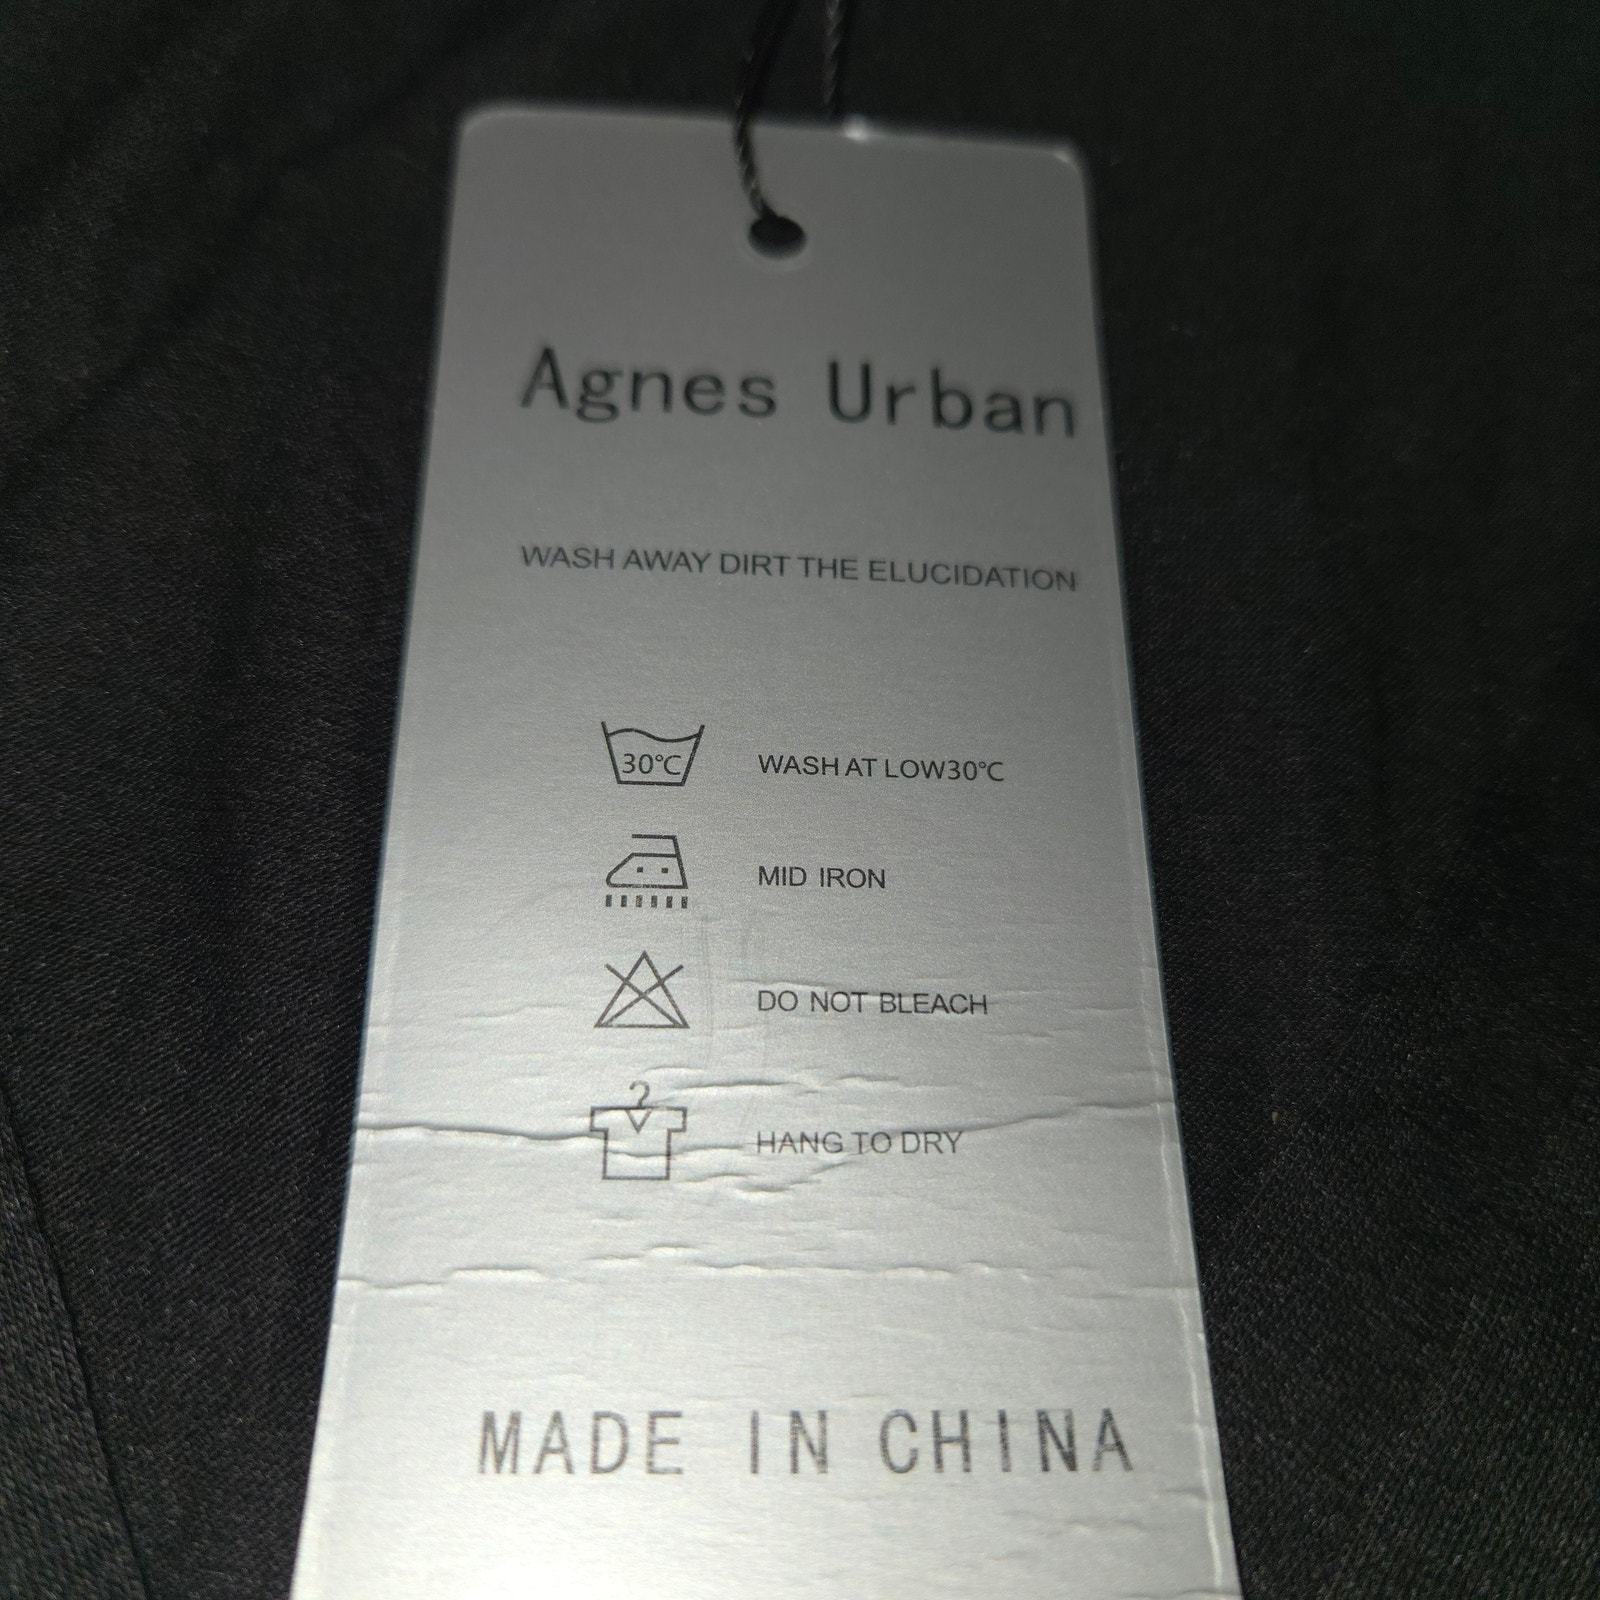 Agnes Urban
WASH AWAY DIRT THE ELUCIDATION
30℃ WASH AT LOW30℃
MID IRON
DO NOT BLEACH
HANG TO DRY
MADE IN CHINA